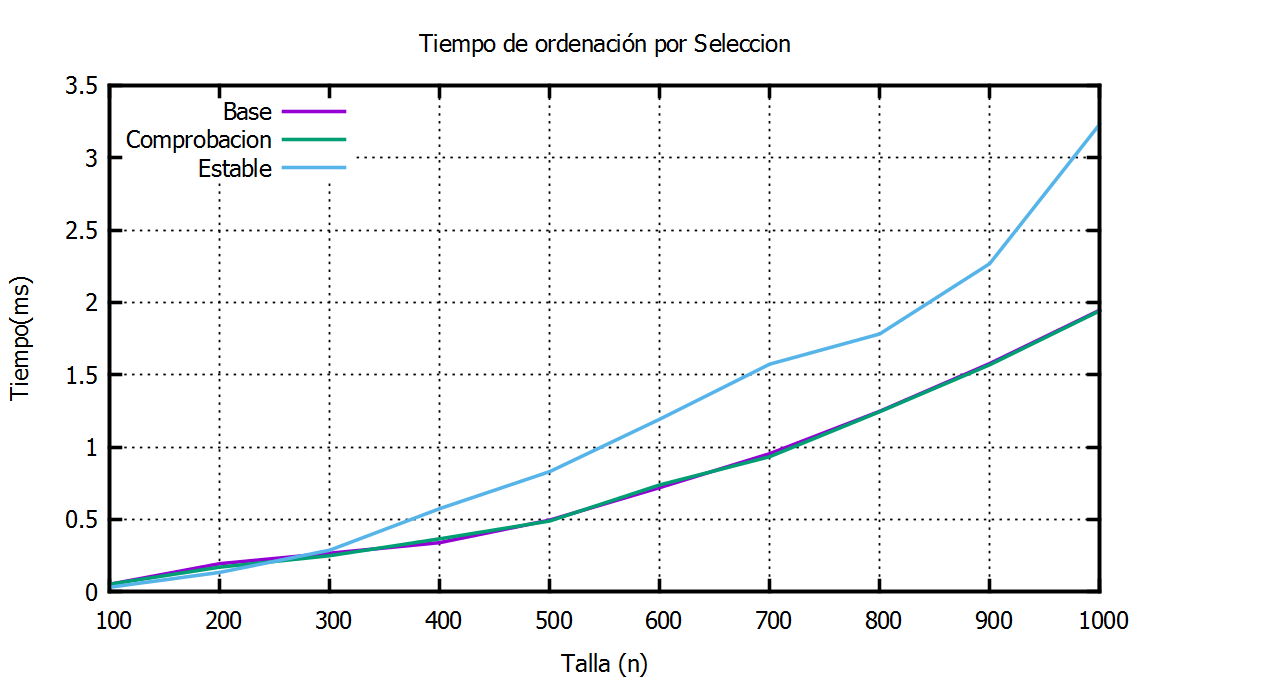 Tiempo de ordenación por Seleccion
Base
Comprobacion
Estable
3.5
3
2.5
2
1.5
1
0.5
0
Tiempo(ms)
100 200 300 400 500 600 700 800 900 1000
Talla (n)